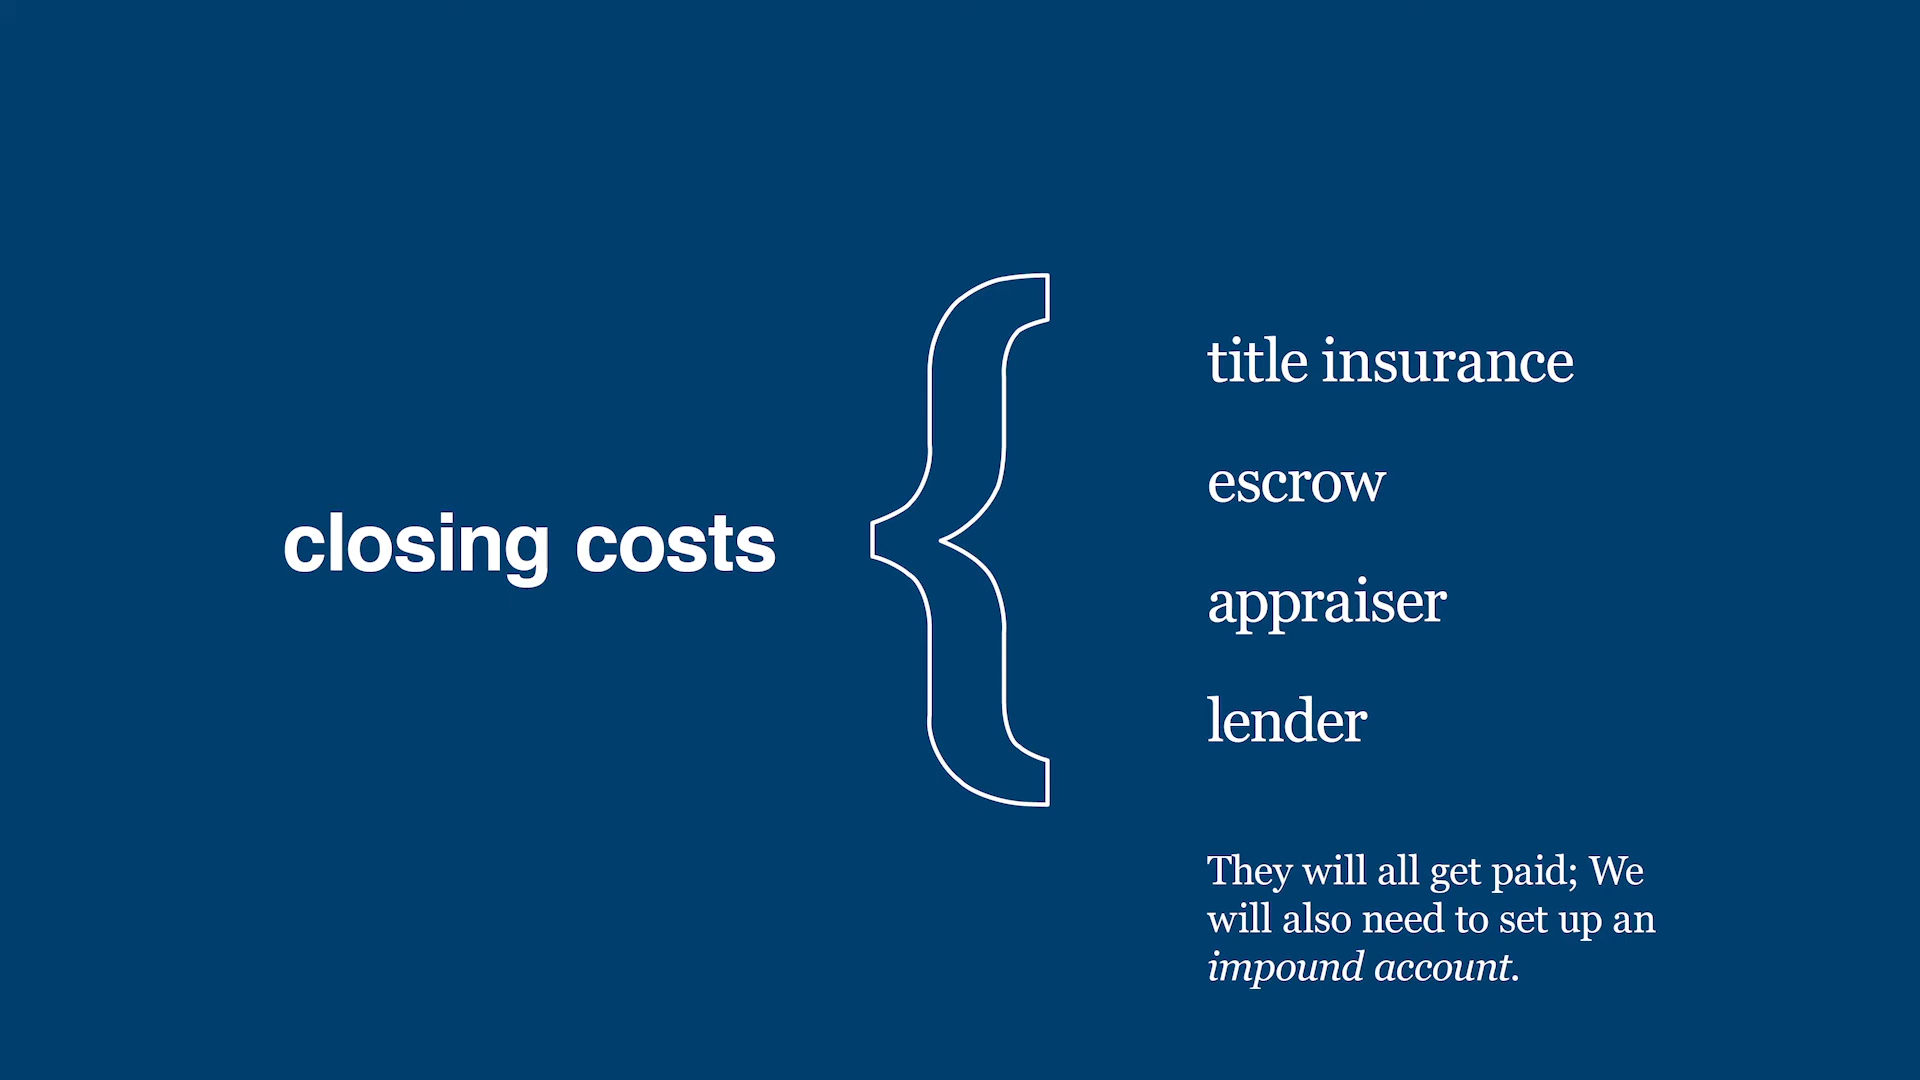 closing costs
title insurance
escrow
appraiser
lender
They will all get paid; We
will also need to set up an
impound account.